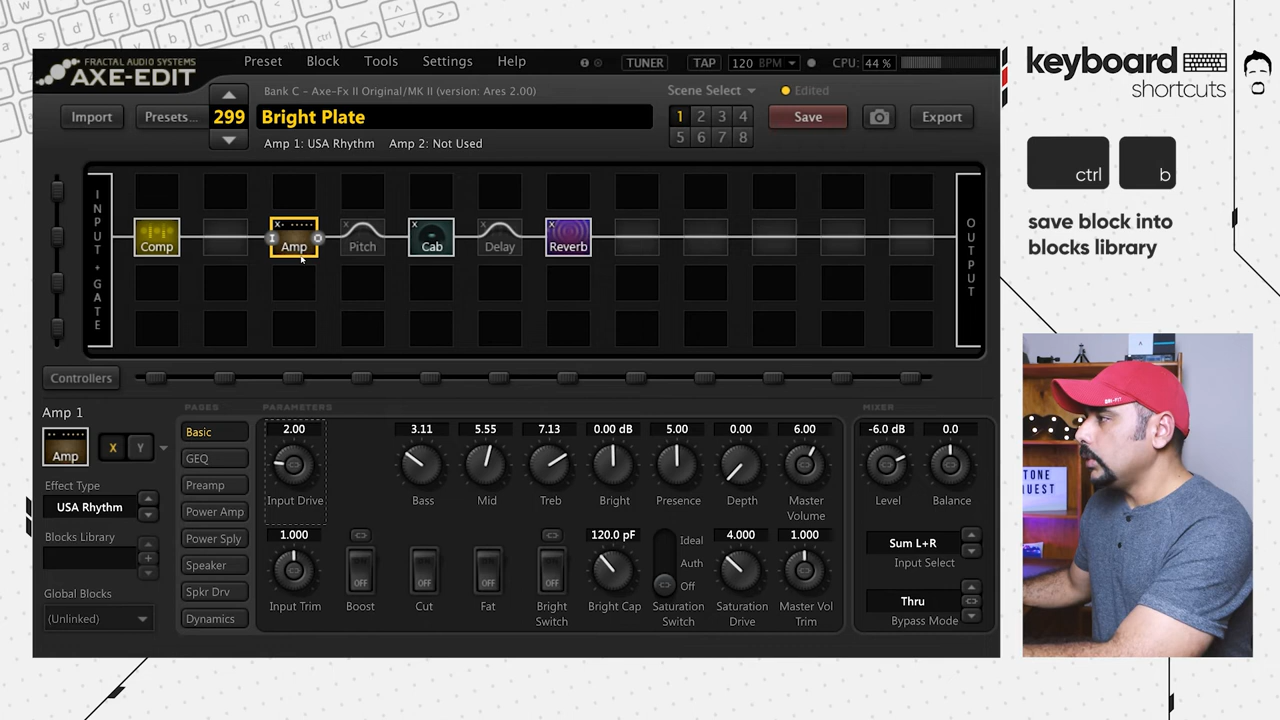 FRACTAL AUDIO SYSTEMS
AXE-EDIT
Preset Block Tools Settings Help
TUNER TAP 120 BPM CPU: 44 %
Bank C – Axe-Fx II Original/MK II (version: Ares 2.00)
Scene Select Edited
Import Presets... 299 Bright Plate 1 2 3 4 Save Export
5 6 7 8
Amp 1: USA Rhythm Amp 2: Not Used
INPUT + GATE
Comp Amp Pitch Cab Delay Reverb
OUTPUT
Controllers
Amp 1
Amp
X Y
Effect Type
USA Rhythm
Blocks Library
Global Blocks
(Unlinked)
PAGES
Basic
GEQ
Preamp
Power Amp
Power Sply
Speaker
Spkr Drv
Dynamics
PARAMETERS
2.00 3.11 5.55 7.13 0.00 dB 5.00 0.00 6.00
Input Drive Bass Mid Treb Bright Presence Depth Master Volume
1.000 120.0 pF Ideal 4.000 1.000
OFF OFF OFF OFF Auth
Off
Input Trim Boost Cut Fat Bright Switch Bright Cap Saturation Switch Saturation Drive Master Vol Trim
MIXER
-6.0 dB 0.0
Level Balance
Sum L+R
Input Select
Thru
Bypass Mode
keyboard
shortcuts
ctrl b
save block into
blocks library
TONE
QUEST